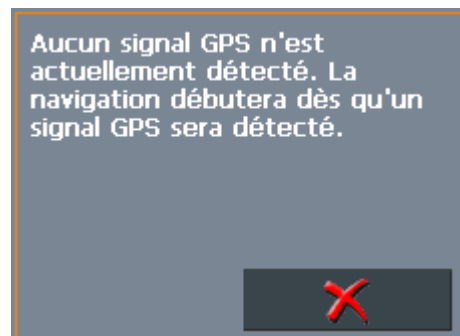 Aucun signal GPS n'est
actuellement détecté. La
navigation débutera dès qu'un
signal GPS sera détecté.